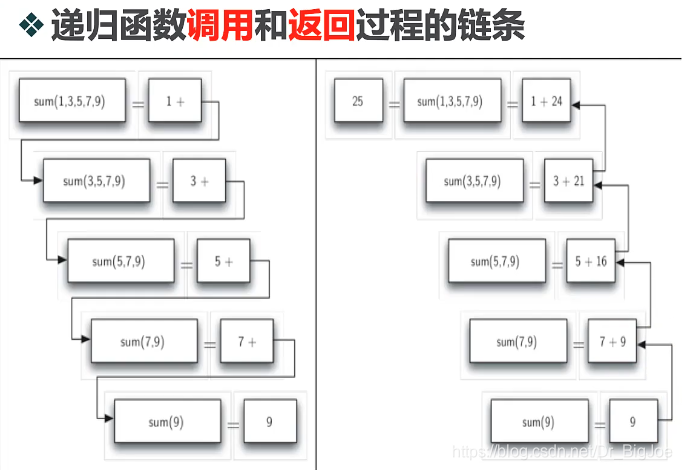 ❖ 递归函数调用和返回过程的链条
sum(1,3,5,7,9) = 1 +
sum(3,5,7,9) = 3 +
sum(5,7,9) = 5 +
sum(7,9) = 7 +
sum(9) = 9
25 = sum(1,3,5,7,9) = 1 + 24
sum(3,5,7,9) = 3 + 21
sum(5,7,9) = 5 + 16
sum(7,9) = 7 + 9
sum(9) = 9
https://blog.csdn.net/Dr_BigJoe